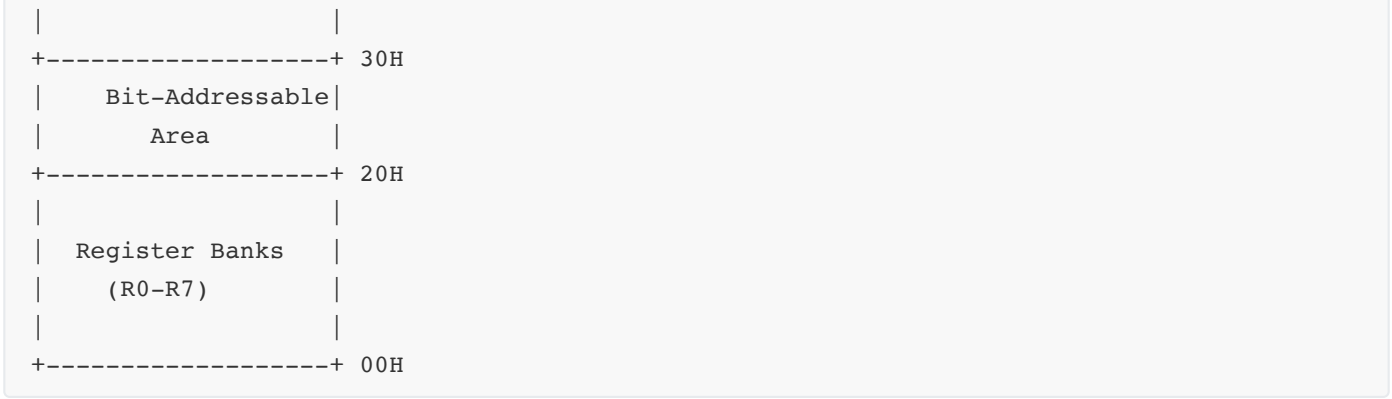 |                   |
+-------------------+ 30H
|    Bit-Addressable|
|       Area        |
+-------------------+ 20H
|                   |
|  Register Banks   |
|    (R0-R7)        |
|                   |
+-------------------+ 00H